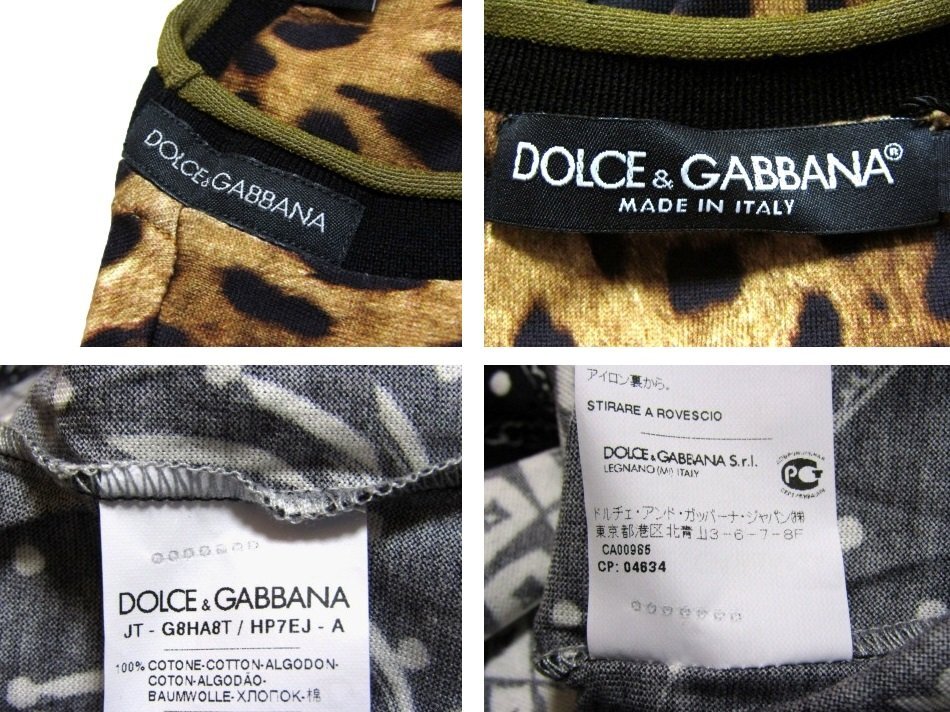 DOLCE & GABBANA
DOLCE & GABBANA®
MADE IN ITALY
DOLCE & GABBANA
JT - G8HA8T / HP7EJ - A
100% COTONE-COTTON-ALGODON-
COTON-ALGODÃO-
BAUMWOLLE-ХЛОПОК-棉
アイロン裏から。
STIRARE A ROVESCIO
DOLCE & GABBANA S.r.l.
LEGNANO (MI) ITALY
ドルチェ・アンド・ガッバーナ・ジャパン㈱
東京都港区北青山3-6-7-8F
CA00965
CP: 04634